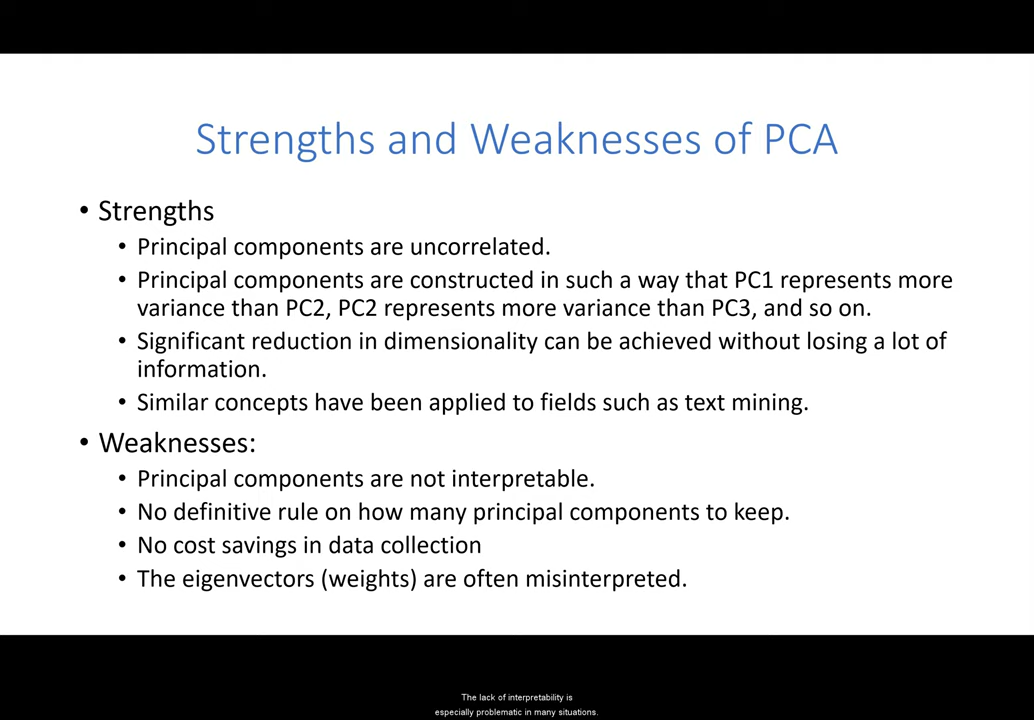 Strengths and Weaknesses of PCA
• Strengths
• Principal components are uncorrelated.
• Principal components are constructed in such a way that PC1 represents more
variance than PC2, PC2 represents more variance than PC3, and so on.
• Significant reduction in dimensionality can be achieved without losing a lot of
information.
• Similar concepts have been applied to fields such as text mining.
• Weaknesses:
• Principal components are not interpretable.
• No definitive rule on how many principal components to keep.
• No cost savings in data collection
• The eigenvectors (weights) are often misinterpreted.
The lack of interpretability is
especially problematic in many situations.